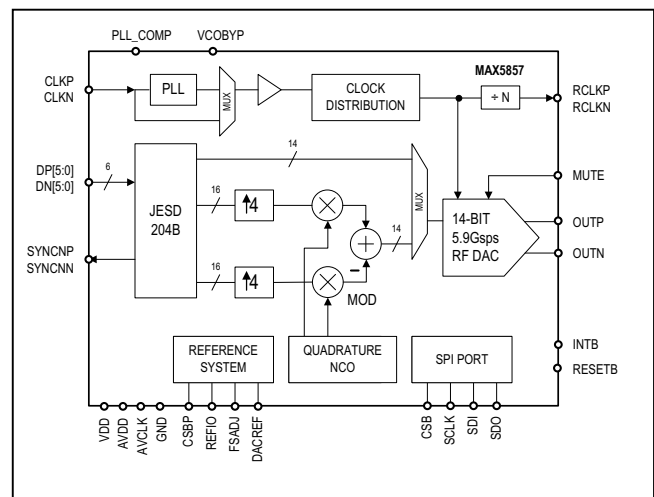 PLL_COMP
VCOBYP
CLKP
CLKN
PLL
MUX
CLOCK
DISTRIBUTION
MAX5857
÷ N
RCLKP
RCLKN
DP[5:0]
DN[5:0]
6
JESD
204B
14
16
↑4
16
↑4
×
×
+
−
MOD
14
MUX
14-BIT
5.9Gsps
RF DAC
MUTE
OUTP
OUTN
SYNCNP
SYNCNN
REFERENCE
SYSTEM
QUADRATURE
NCO
SPI PORT
INTB
RESETB
VDD
AVDD
AVCLK
GND
CSBP
REFIO
FSADJ
DACREF
CSB
SCLK
SDI
SDO